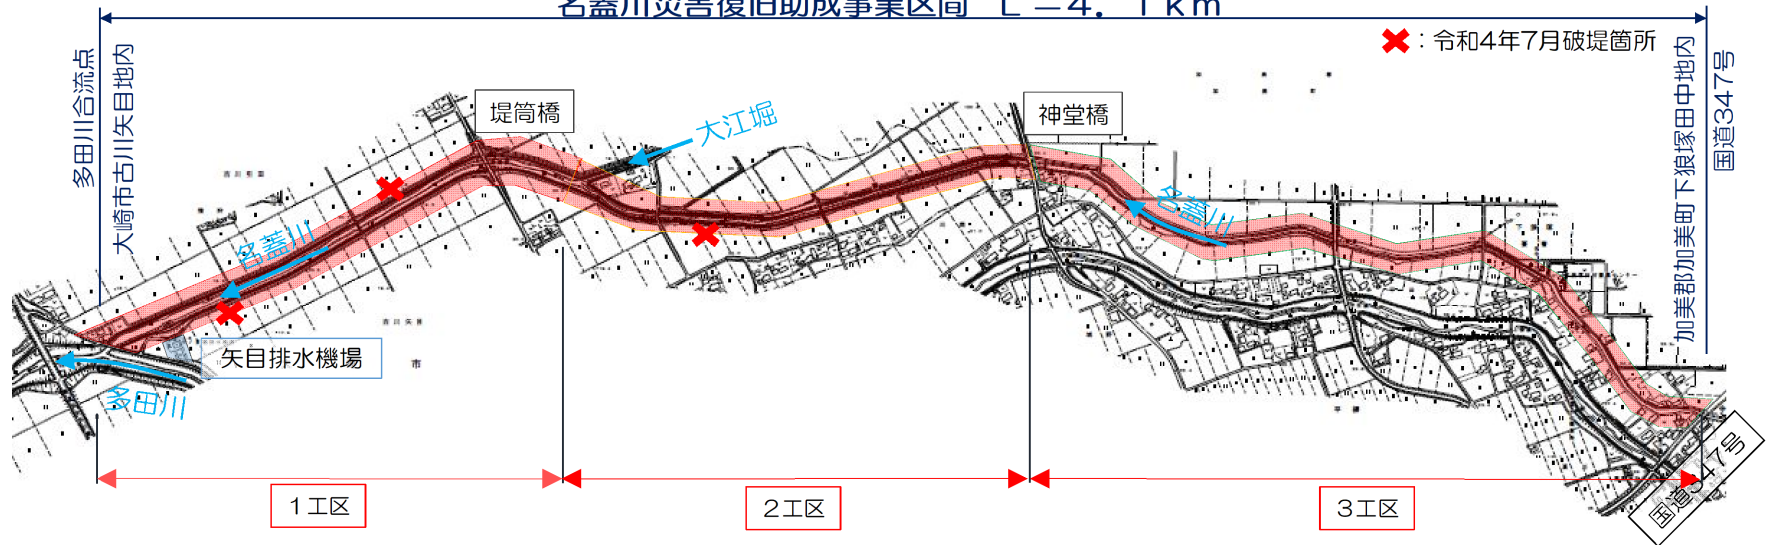 名蓋川災害復旧助成事業区間 L=4.1km
✖:令和4年7月破堤箇所
多田川合流点
大崎市古川矢目地内
加美郡加美町下狼塚田中地内
国道347号
堤筒橋
大江堀
神堂橋
名蓋川
名蓋川
矢目排水機場
市
多田川
国道347号
1工区
2工区
3工区